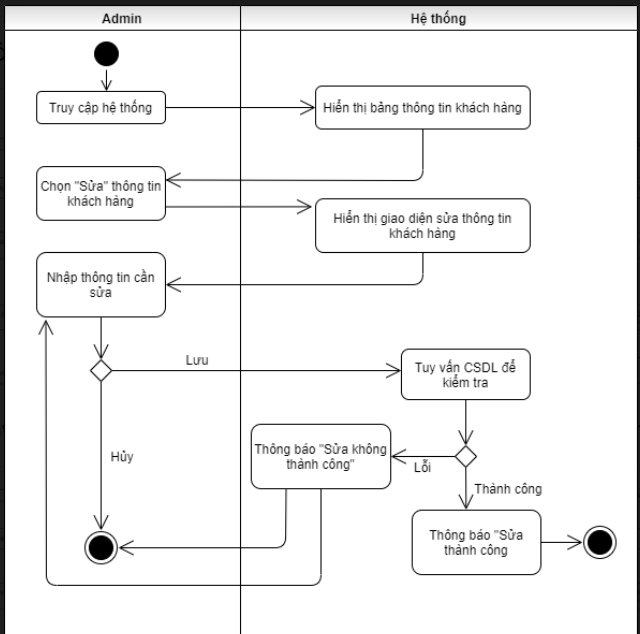 Admin
Hệ thống
Truy cập hệ thống
Hiển thị bảng thông tin khách hàng
Chọn "Sửa" thông tin
khách hàng
Hiển thị giao diện sửa thông tin
khách hàng
Nhập thông tin cần
sửa
Lưu
Tuy vấn CSDL để
kiểm tra
Thông báo "Sửa không
thành công"
Lỗi
Hủy
Thành công
Thông báo "Sửa
thành công